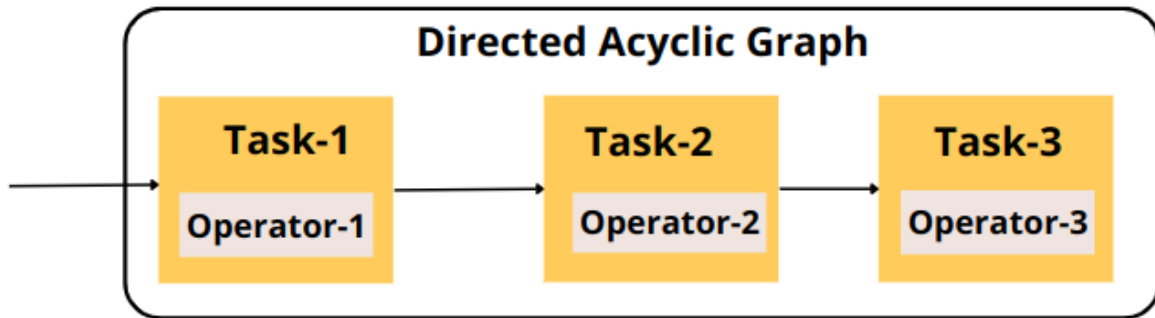 Directed Acyclic Graph
Task-1
Task-2
Task-3
Operator-1
Operator-2
Operator-3